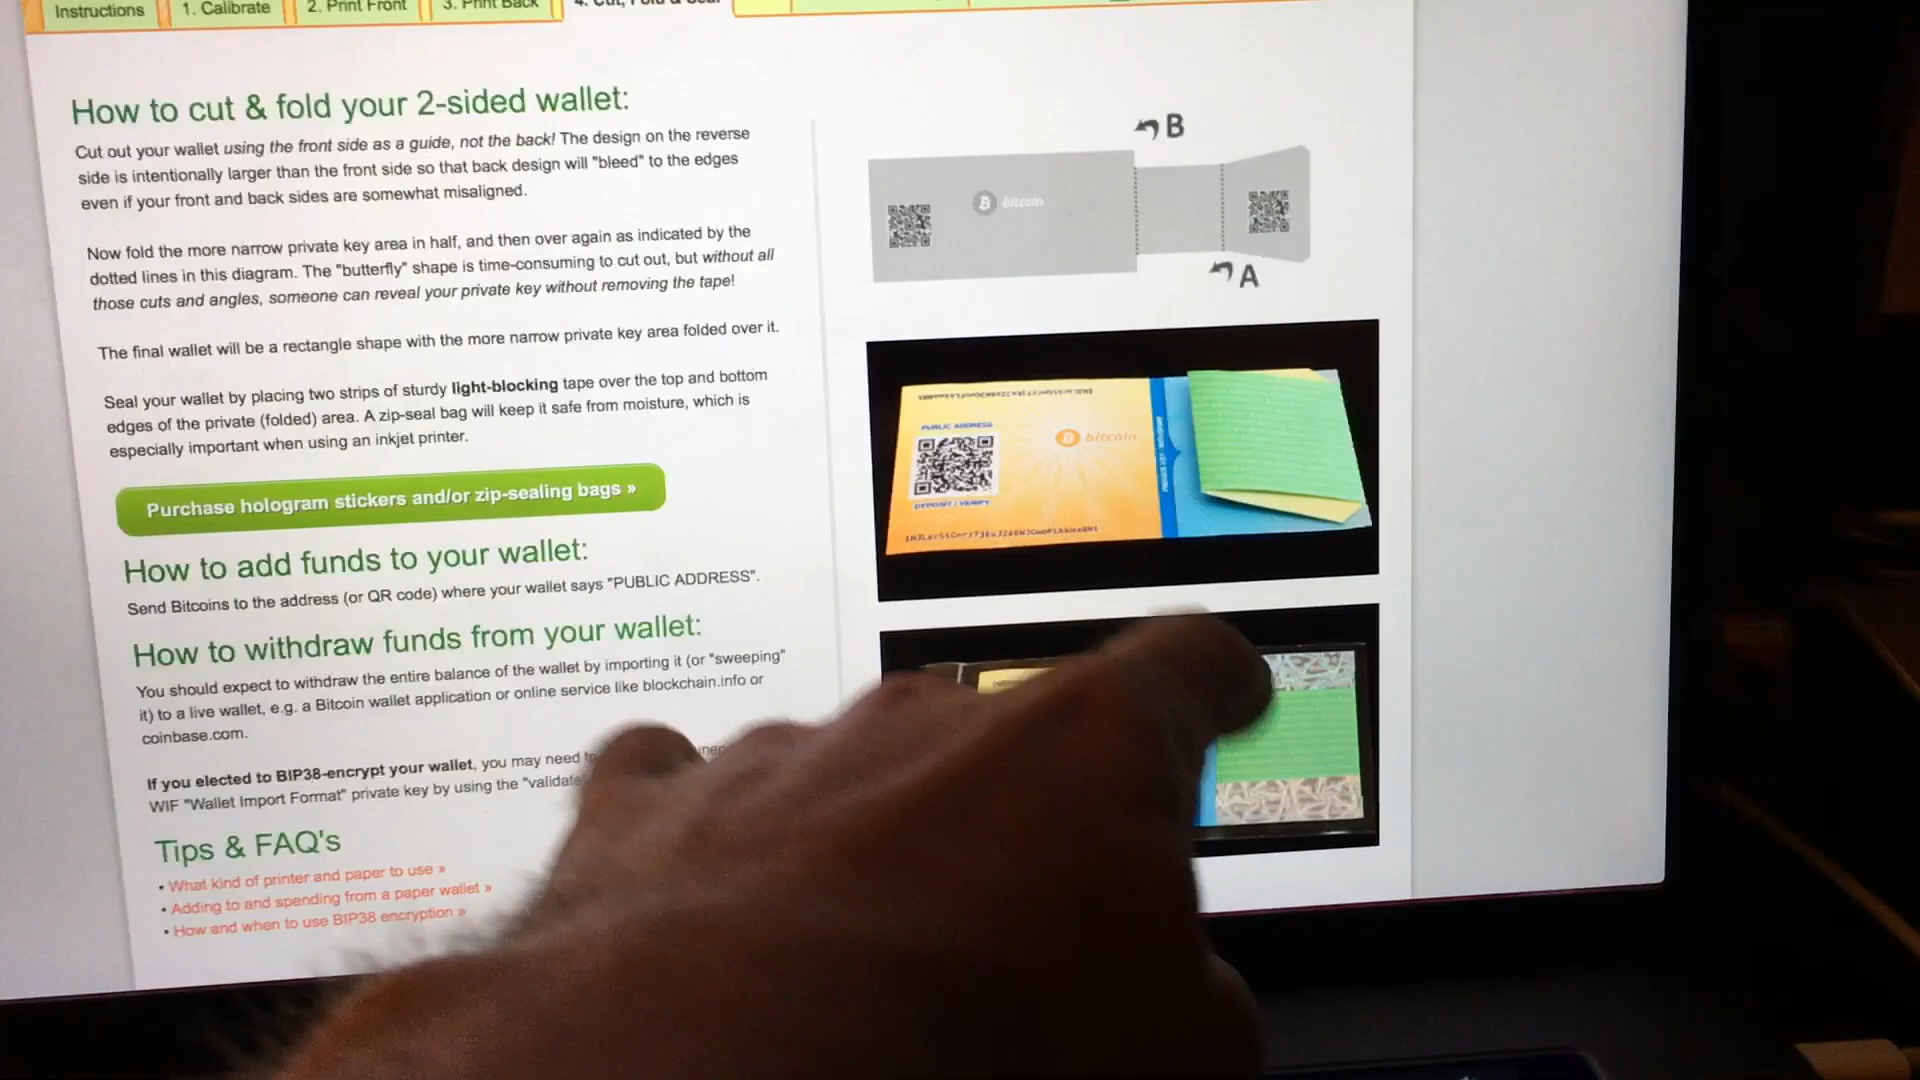 Instructions
1. Calibrate
2. Print Front
3. Print Back
4. Cut, Fold & Seal
How to cut & fold your 2-sided wallet:
Cut out your wallet using the front side as a guide, not the back! The design on the reverse
side is intentionally larger than the front side so that back design will "bleed" to the edges
even if your front and back sides are somewhat misaligned.
Now fold the more narrow private key area in half, and then over again as indicated by the
dotted lines in this diagram. The "butterfly" shape is time-consuming to cut out, but without all
those cuts and angles, someone can reveal your private key without removing the tape!
The final wallet will be a rectangle shape with the more narrow private key area folded over it.
Seal your wallet by placing two strips of sturdy light-blocking tape over the top and bottom
edges of the private (folded) area. A zip-seal bag will keep it safe from moisture, which is
especially important when using an inkjet printer.
Purchase hologram stickers and/or zip-sealing bags »
How to add funds to your wallet:
Send Bitcoins to the address (or QR code) where your wallet says "PUBLIC ADDRESS".
How to withdraw funds from your wallet:
You should expect to withdraw the entire balance of the wallet by importing it (or "sweeping"
it) to a live wallet, e.g. a Bitcoin wallet application or online service like blockchain.info or
coinbase.com.
If you elected to BIP38-encrypt your wallet, you may need
WIF "Wallet Import Format" private key by using the "validate
Tips & FAQ's
• What kind of printer and paper to use »
• Adding to and spending from a paper wallet »
• How and when to use BIP38 encryption »
B
bitcoin
A
PUBLIC ADDRESS
bitcoin
DEPOSIT / VERIFY